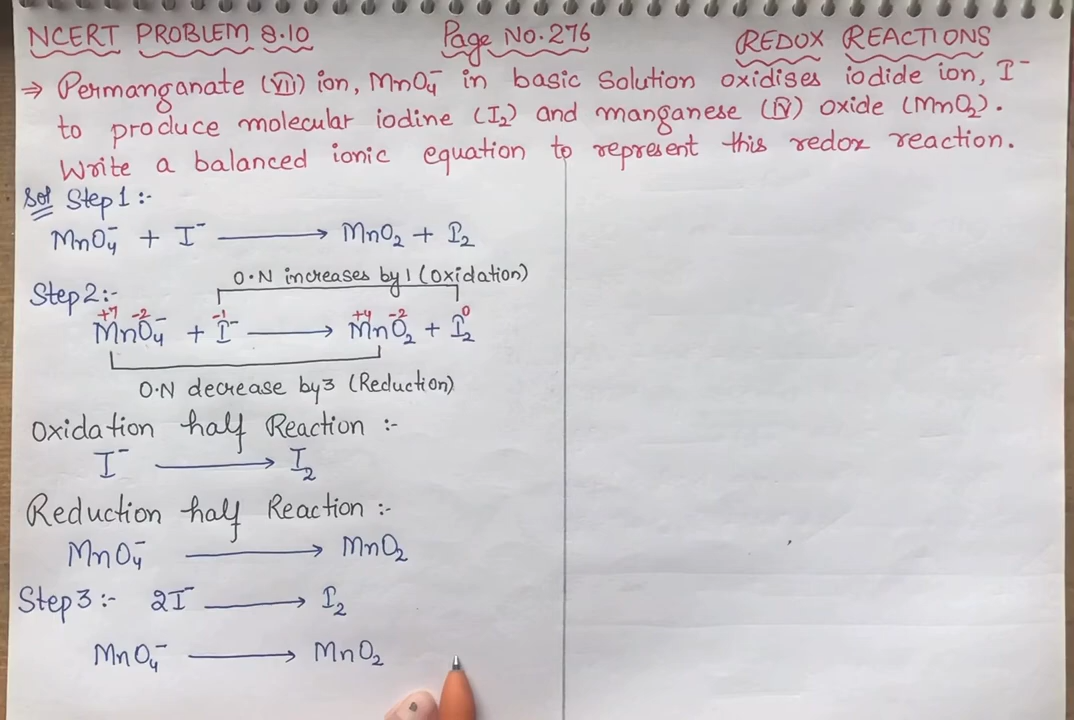 NCERT PROBLEM 8.10 Page No. 276 REDOX REACTIONS
⇒ Permanganate (VII) ion, MnO₄⁻ in basic solution oxidises iodide ion, I⁻
to produce molecular iodine (I₂) and manganese (IV) oxide (MnO₂).
Write a balanced ionic equation to represent this redox reaction.
Sol Step 1 :-
MnO₄⁻ + I⁻ ⟶ MnO₂ + I₂
O.N increases by 1 (Oxidation)
Step 2 :-
+7 -2 -1 +4 -2 0
MnO₄⁻ + I⁻ ⟶ MnO₂ + I₂
O.N decrease by 3 (Reduction)
Oxidation half Reaction :-
I⁻ ⟶ I₂
Reduction half Reaction :-
MnO₄⁻ ⟶ MnO₂
Step 3 :- 2I⁻ ⟶ I₂
MnO₄⁻ ⟶ MnO₂